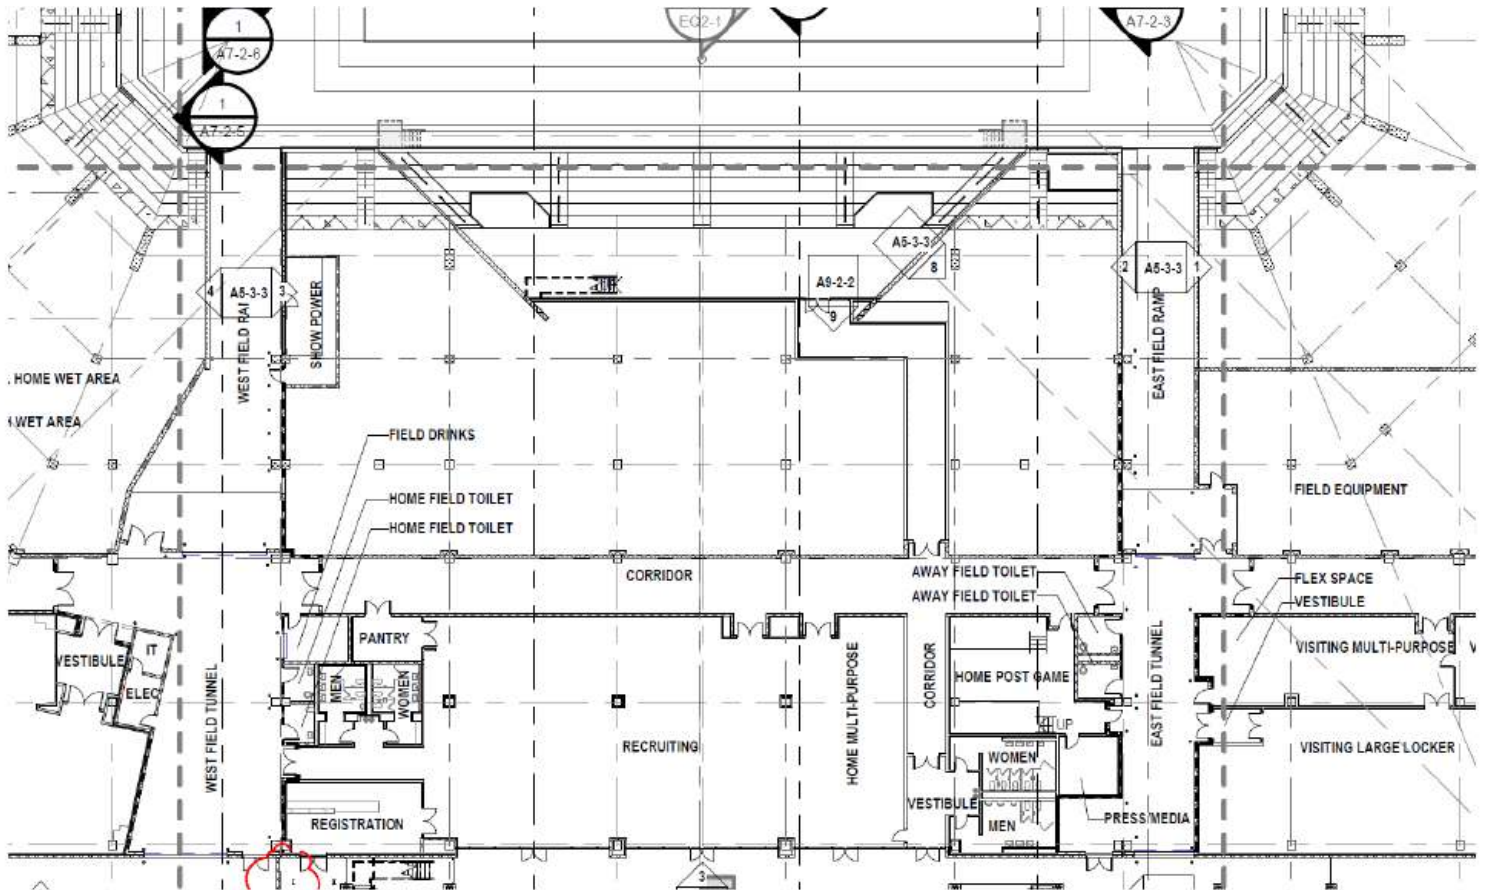 1
A7-2-6
EC2-1
A7-2-3
1
A7-2-5
A5-3-3
8
A9-2-2
9
4
A5-3-3
3
2
A5-3-3
1
WEST FIELD RA
SHOW POWER
EAST FIELD RAMP
HOME WET AREA
WET AREA
FIELD DRINKS
HOME FIELD TOILET
HOME FIELD TOILET
FIELD EQUIPMENT
CORRIDOR
AWAY FIELD TOILET
AWAY FIELD TOILET
FLEX SPACE
VESTIBULE
PANTRY
IT
VESTIBULE
ELEC
MEN
WOMEN
WEST FIELD TUNNEL
RECRUITING
HOME MULTI-PURPOSE
CORRIDOR
HOME POST GAME
UP
EAST FIELD TUNNEL
VISITING MULTI-PURPOSE
V
VISITING LARGE LOCKER
WOMEN
VESTIBULE
MEN
PRESS/MEDIA
REGISTRATION
3